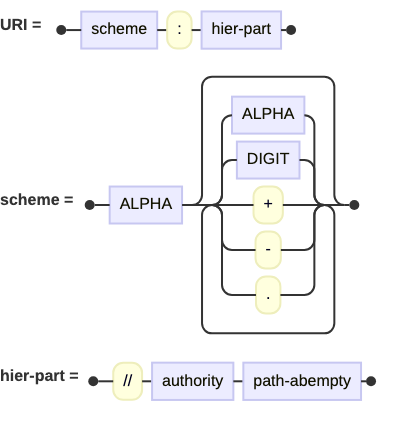 URI = scheme : hier-part
ALPHA
DIGIT
scheme = ALPHA +
-
.
hier-part = // authority path-abempty